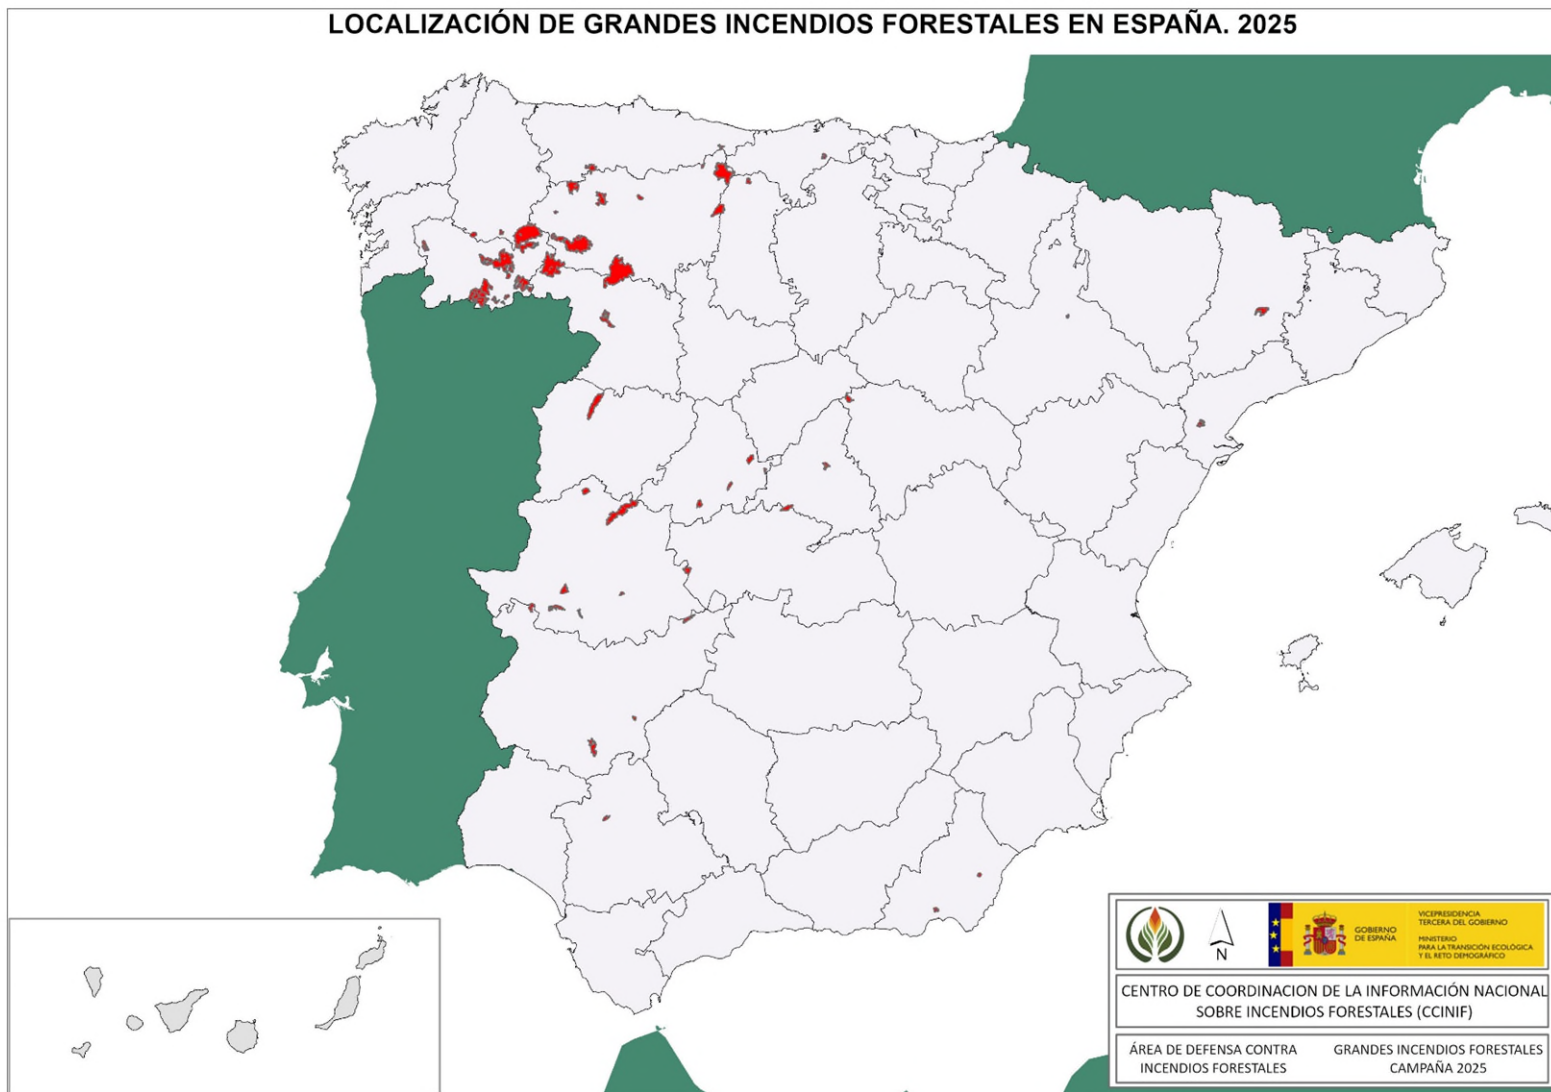 LOCALIZACIÓN DE GRANDES INCENDIOS FORESTALES EN ESPAÑA. 2025
N
GOBIERNO
DE ESPAÑA
VICEPRESIDENCIA
TERCERA DEL GOBIERNO
MINISTERIO
PARA LA TRANSICIÓN ECOLÓGICA
Y EL RETO DEMOGRÁFICO
CENTRO DE COORDINACION DE LA INFORMACIÓN NACIONAL
SOBRE INCENDIOS FORESTALES (CCINIF)
ÁREA DE DEFENSA CONTRA
INCENDIOS FORESTALES
GRANDES INCENDIOS FORESTALES
CAMPAÑA 2025